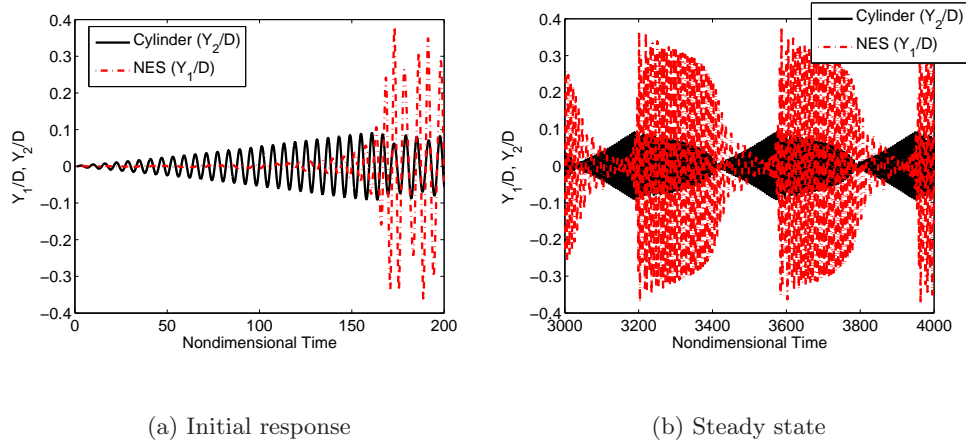 Cylinder (Y2/D)
NES (Y1/D)
Y1/D, Y2/D
0.4
0.3
0.2
0.1
0
−0.1
−0.2
−0.3
−0.4
0 50 100 150 200
Nondimensional Time
(a) Initial response
Cylinder (Y2/D)
NES (Y1/D)
Y1/D, Y2/D
0.4
0.3
0.2
0.1
0
−0.1
−0.2
−0.3
−0.4
3000 3200 3400 3600 3800 4000
Nondimensional Time
(b) Steady state